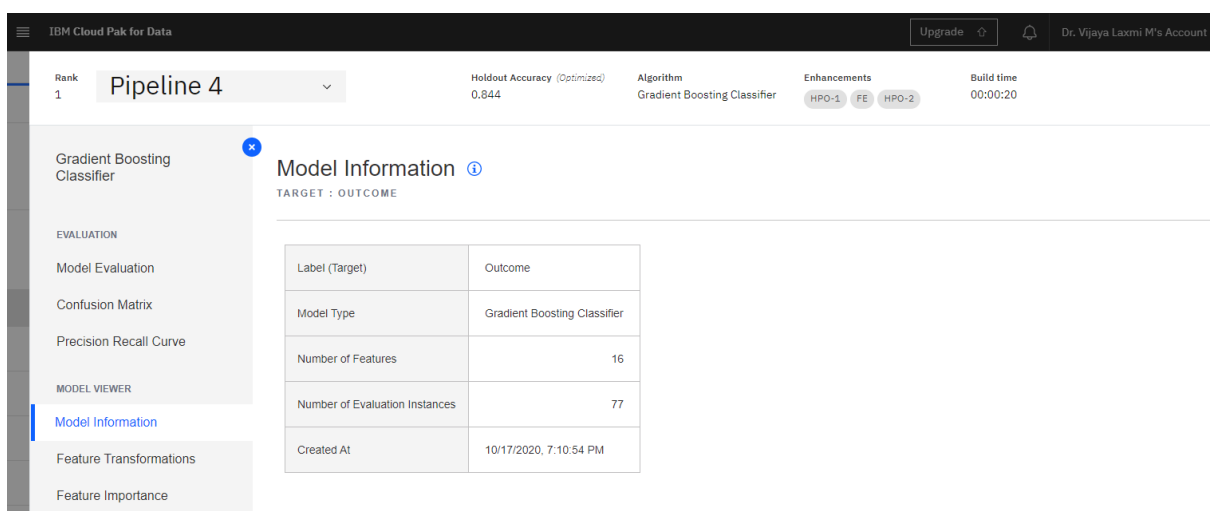 IBM Cloud Pak for Data
Upgrade
Dr. Vijaya Laxmi M's Account
Rank
1
Pipeline 4
Holdout Accuracy (Optimized)
0.844
Algorithm
Gradient Boosting Classifier
Enhancements
HPO-1 FE HPO-2
Build time
00:00:20
Gradient Boosting
Classifier
EVALUATION
Model Evaluation
Confusion Matrix
Precision Recall Curve
MODEL VIEWER
Model Information
Feature Transformations
Feature Importance
Model Information
TARGET : OUTCOME
Label (Target) Outcome
Model Type Gradient Boosting Classifier
Number of Features 16
Number of Evaluation Instances 77
Created At 10/17/2020, 7:10:54 PM